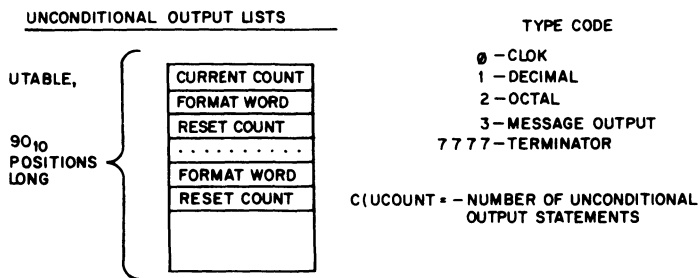 UNCONDITIONAL OUTPUT LISTS
UTABLE,
90₁₀
POSITIONS
LONG
CURRENT COUNT
FORMAT WORD
RESET COUNT
. . . . . . . . . .
FORMAT WORD
RESET COUNT
TYPE CODE
Ø – CLOK
1 – DECIMAL
2 – OCTAL
3 – MESSAGE OUTPUT
7777 – TERMINATOR
C(UCOUNT = – NUMBER OF UNCONDITIONAL
OUTPUT STATEMENTS